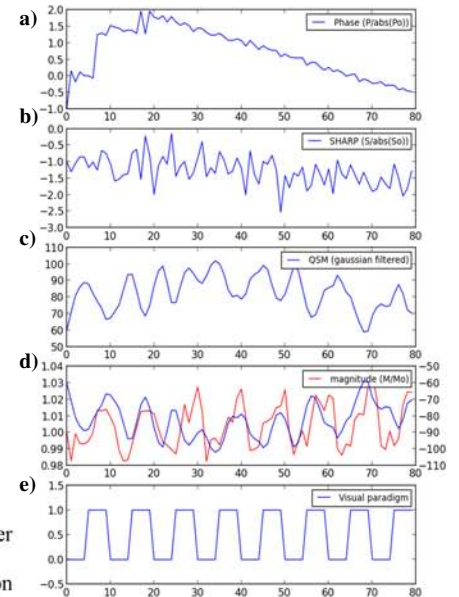 a)
2.0
1.5
1.0
0.5
0.0
−0.5
−1.0
Phase (P/abs(Po))
0 10 20 30 40 50 60 70 80
b)
0.0
−0.5
−1.0
−1.5
−2.0
−2.5
−3.0
SHARP (S/abs(So))
0 10 20 30 40 50 60 70 80
c)
110
100
90
80
70
60
50
QSM (gaussian filtered)
0 10 20 30 40 50 60 70 80
d)
1.04
1.03
1.02
1.01
1.00
0.99
0.98
magnitude (M/Mo)
−50
−60
−70
−80
−90
−100
−110
0 10 20 30 40 50 60 70 80
e)
1.5
1.0
0.5
0.0
−0.5
Visual paradigm
0 10 20 30 40 50 60 70 80
er
on